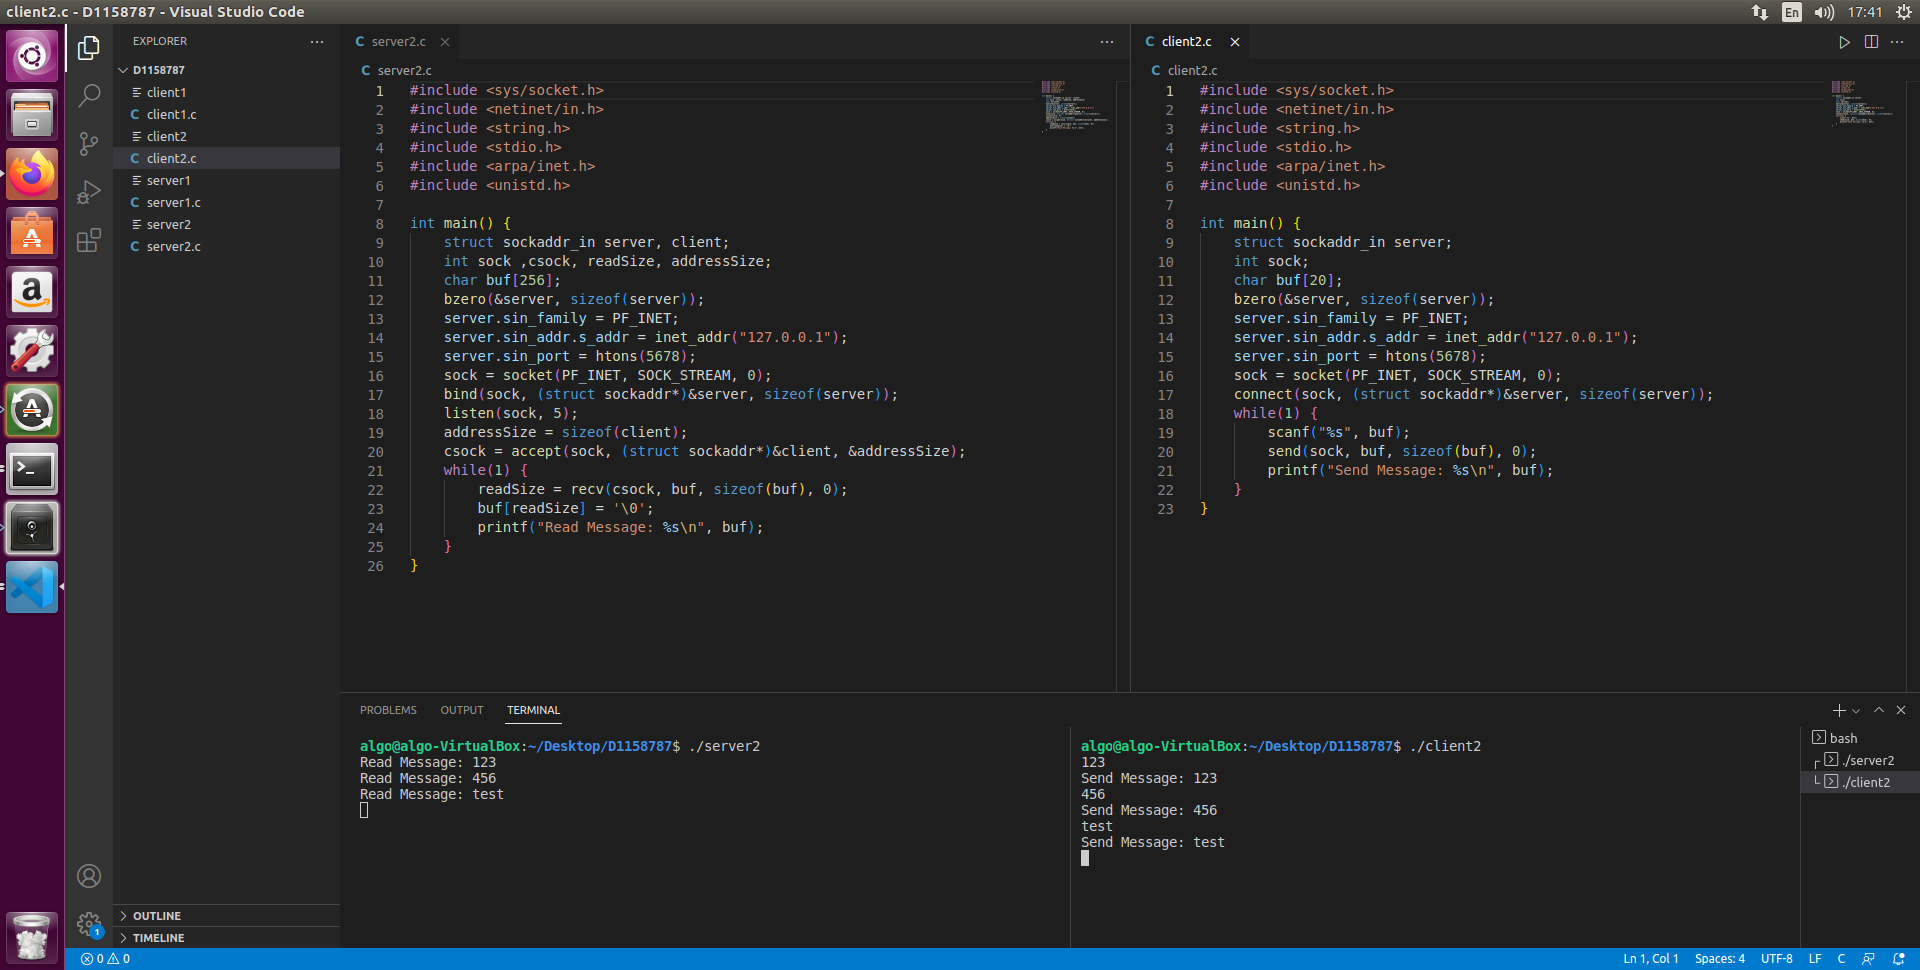 client2.c - D1158787 - Visual Studio Code
En
17:41
EXPLORER
D1158787
client1
client1.c
client2
client2.c
server1
server1.c
server2
server2.c
OUTLINE
TIMELINE
server2.c
server2.c
1 #include <sys/socket.h>
2 #include <netinet/in.h>
3 #include <string.h>
4 #include <stdio.h>
5 #include <arpa/inet.h>
6 #include <unistd.h>
7
8 int main() {
9 struct sockaddr_in server, client;
10 int sock ,csock, readSize, addressSize;
11 char buf[256];
12 bzero(&server, sizeof(server));
13 server.sin_family = PF_INET;
14 server.sin_addr.s_addr = inet_addr("127.0.0.1");
15 server.sin_port = htons(5678);
16 sock = socket(PF_INET, SOCK_STREAM, 0);
17 bind(sock, (struct sockaddr*)&server, sizeof(server));
18 listen(sock, 5);
19 addressSize = sizeof(client);
20 csock = accept(sock, (struct sockaddr*)&client, &addressSize);
21 while(1) {
22 readSize = recv(csock, buf, sizeof(buf), 0);
23 buf[readSize] = '\0';
24 printf("Read Message: %s\n", buf);
25 }
26 }
client2.c
client2.c
1 #include <sys/socket.h>
2 #include <netinet/in.h>
3 #include <string.h>
4 #include <stdio.h>
5 #include <arpa/inet.h>
6 #include <unistd.h>
7
8 int main() {
9 struct sockaddr_in server;
10 int sock;
11 char buf[20];
12 bzero(&server, sizeof(server));
13 server.sin_family = PF_INET;
14 server.sin_addr.s_addr = inet_addr("127.0.0.1");
15 server.sin_port = htons(5678);
16 sock = socket(PF_INET, SOCK_STREAM, 0);
17 connect(sock, (struct sockaddr*)&server, sizeof(server));
18 while(1) {
19 scanf("%s", buf);
20 send(sock, buf, sizeof(buf), 0);
21 printf("Send Message: %s\n", buf);
22 }
23 }
PROBLEMS OUTPUT TERMINAL
algo@algo-VirtualBox:~/Desktop/D1158787$ ./server2
Read Message: 123
Read Message: 456
Read Message: test
algo@algo-VirtualBox:~/Desktop/D1158787$ ./client2
123
Send Message: 123
456
Send Message: 456
test
Send Message: test
bash
./server2
./client2
1
0 0
Ln 1, Col 1 Spaces: 4 UTF-8 LF C